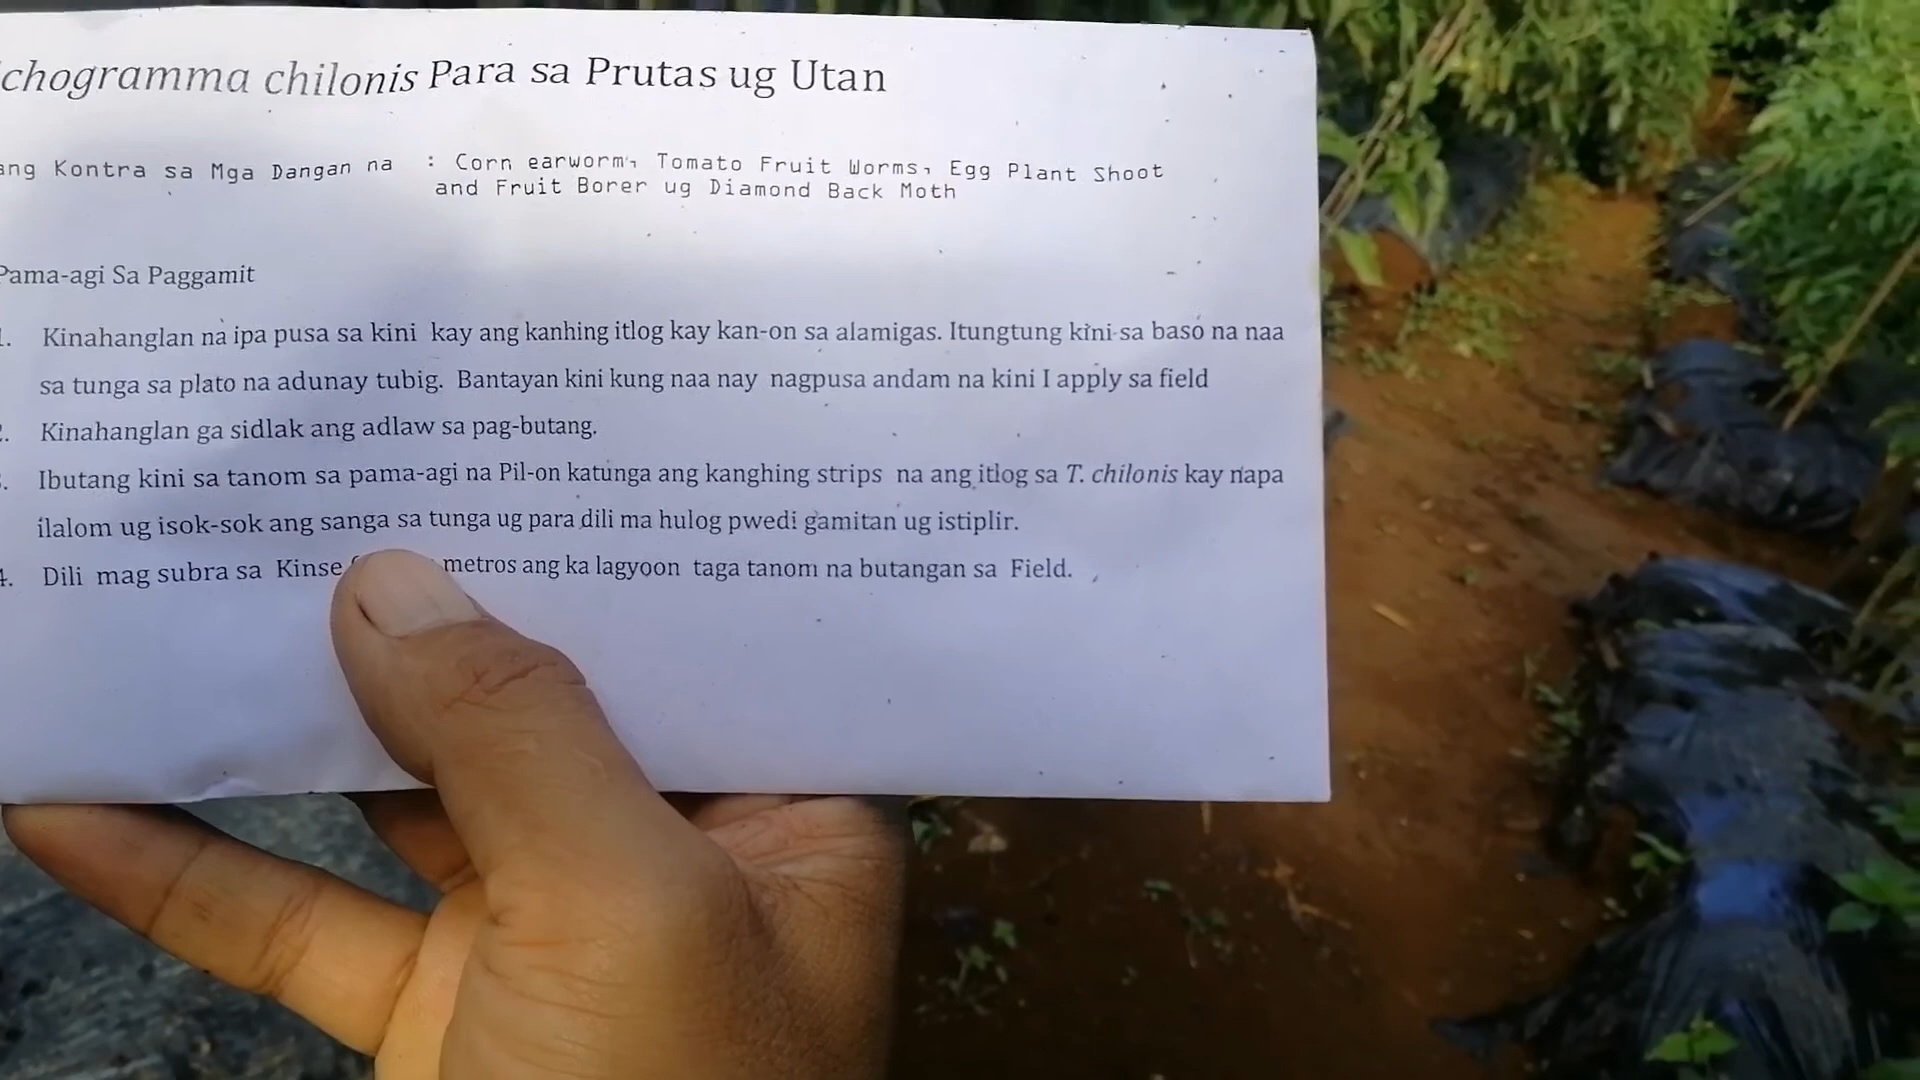 chogramma chilonis Para sa Prutas ug Utan
ang Kontra sa Mga Dangan na : Corn earworm, Tomato Fruit Worms, Egg Plant Shoot
and Fruit Borer ug Diamond Back Moth
Pama-agi Sa Paggamit
1. Kinahanglan na ipa pusa sa kini kay ang kanhing itlog kay kan-on sa alamigas. Itungtung kini sa baso na naa
sa tunga sa plato na adunay tubig. Bantayan kini kung naa nay nagpusa andam na kini I apply sa field
2. Kinahanglan ga sidlak ang adlaw sa pag-butang.
3. Ibutang kini sa tanom sa pama-agi na Pil-on katunga ang kanghing strips na ang itlog sa T. chilonis kay napa
ilalom ug isok-sok ang sanga sa tunga ug para dili ma hulog pwedi gamitan ug istiplir.
4. Dili mag subra sa Kinse metros ang ka lagyoon taga tanom na butangan sa Field.